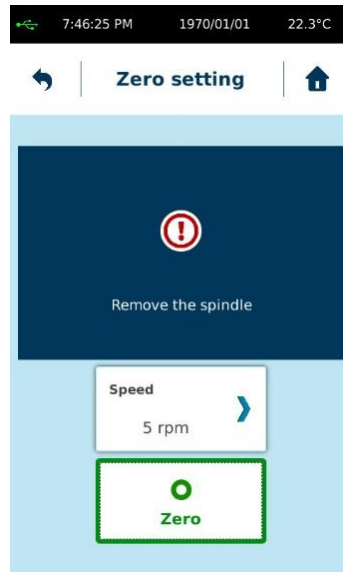 7:46:25 PM 1970/01/01 22.3°C
Zero setting
Remove the spindle
Speed
5 rpm
Zero